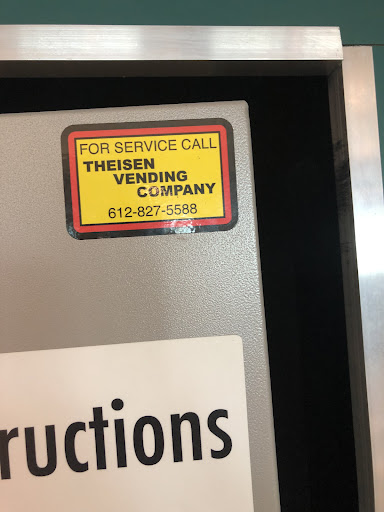 FOR SERVICE CALL
THEISEN
VENDING
COMPANY
612-827-5588
ructions